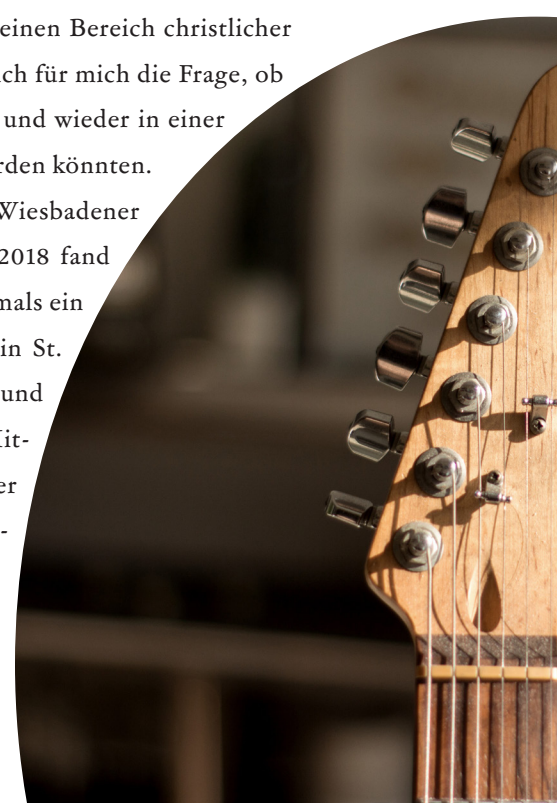 einen Bereich christlicher
ch für mich die Frage, ob
und wieder in einer
rden könnten.
Wiesbadener
2018 fand
mals ein
in St.
und
it-
er
-